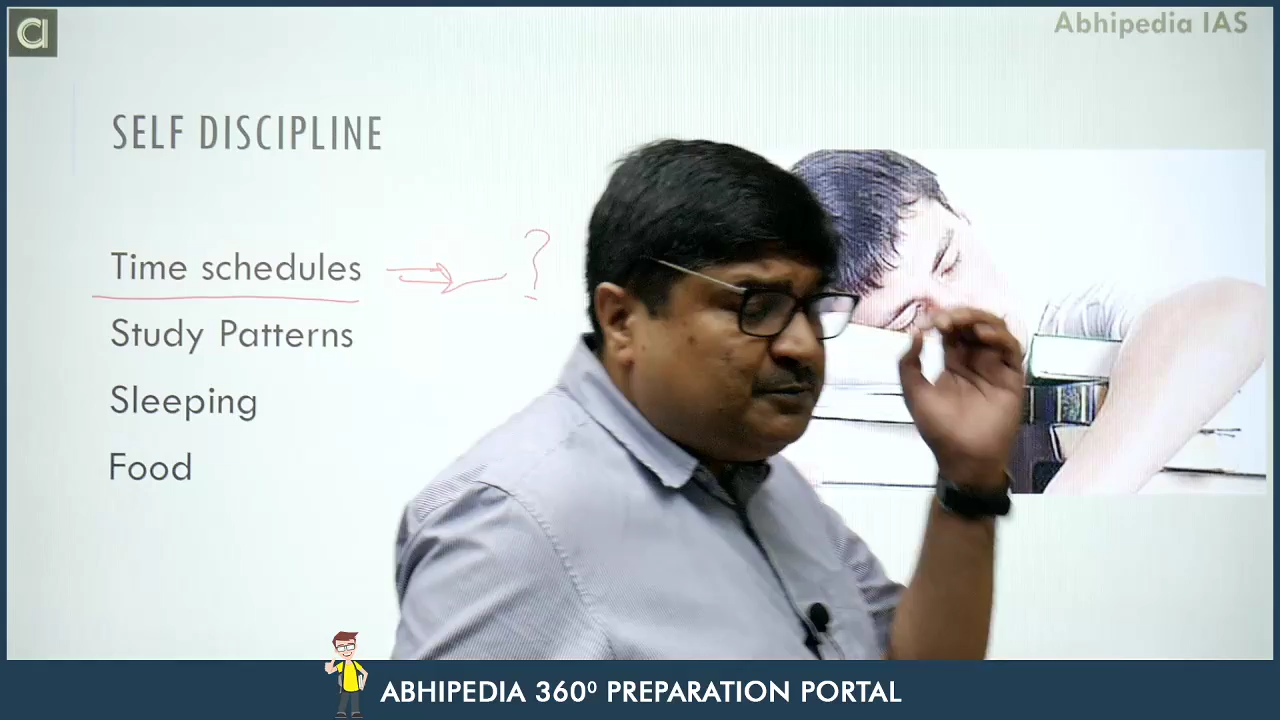 Abhipedia IAS
SELF DISCIPLINE
Time schedules ?
Study Patterns
Sleeping
Food
ABHIPEDIA 360⁰ PREPARATION PORTAL